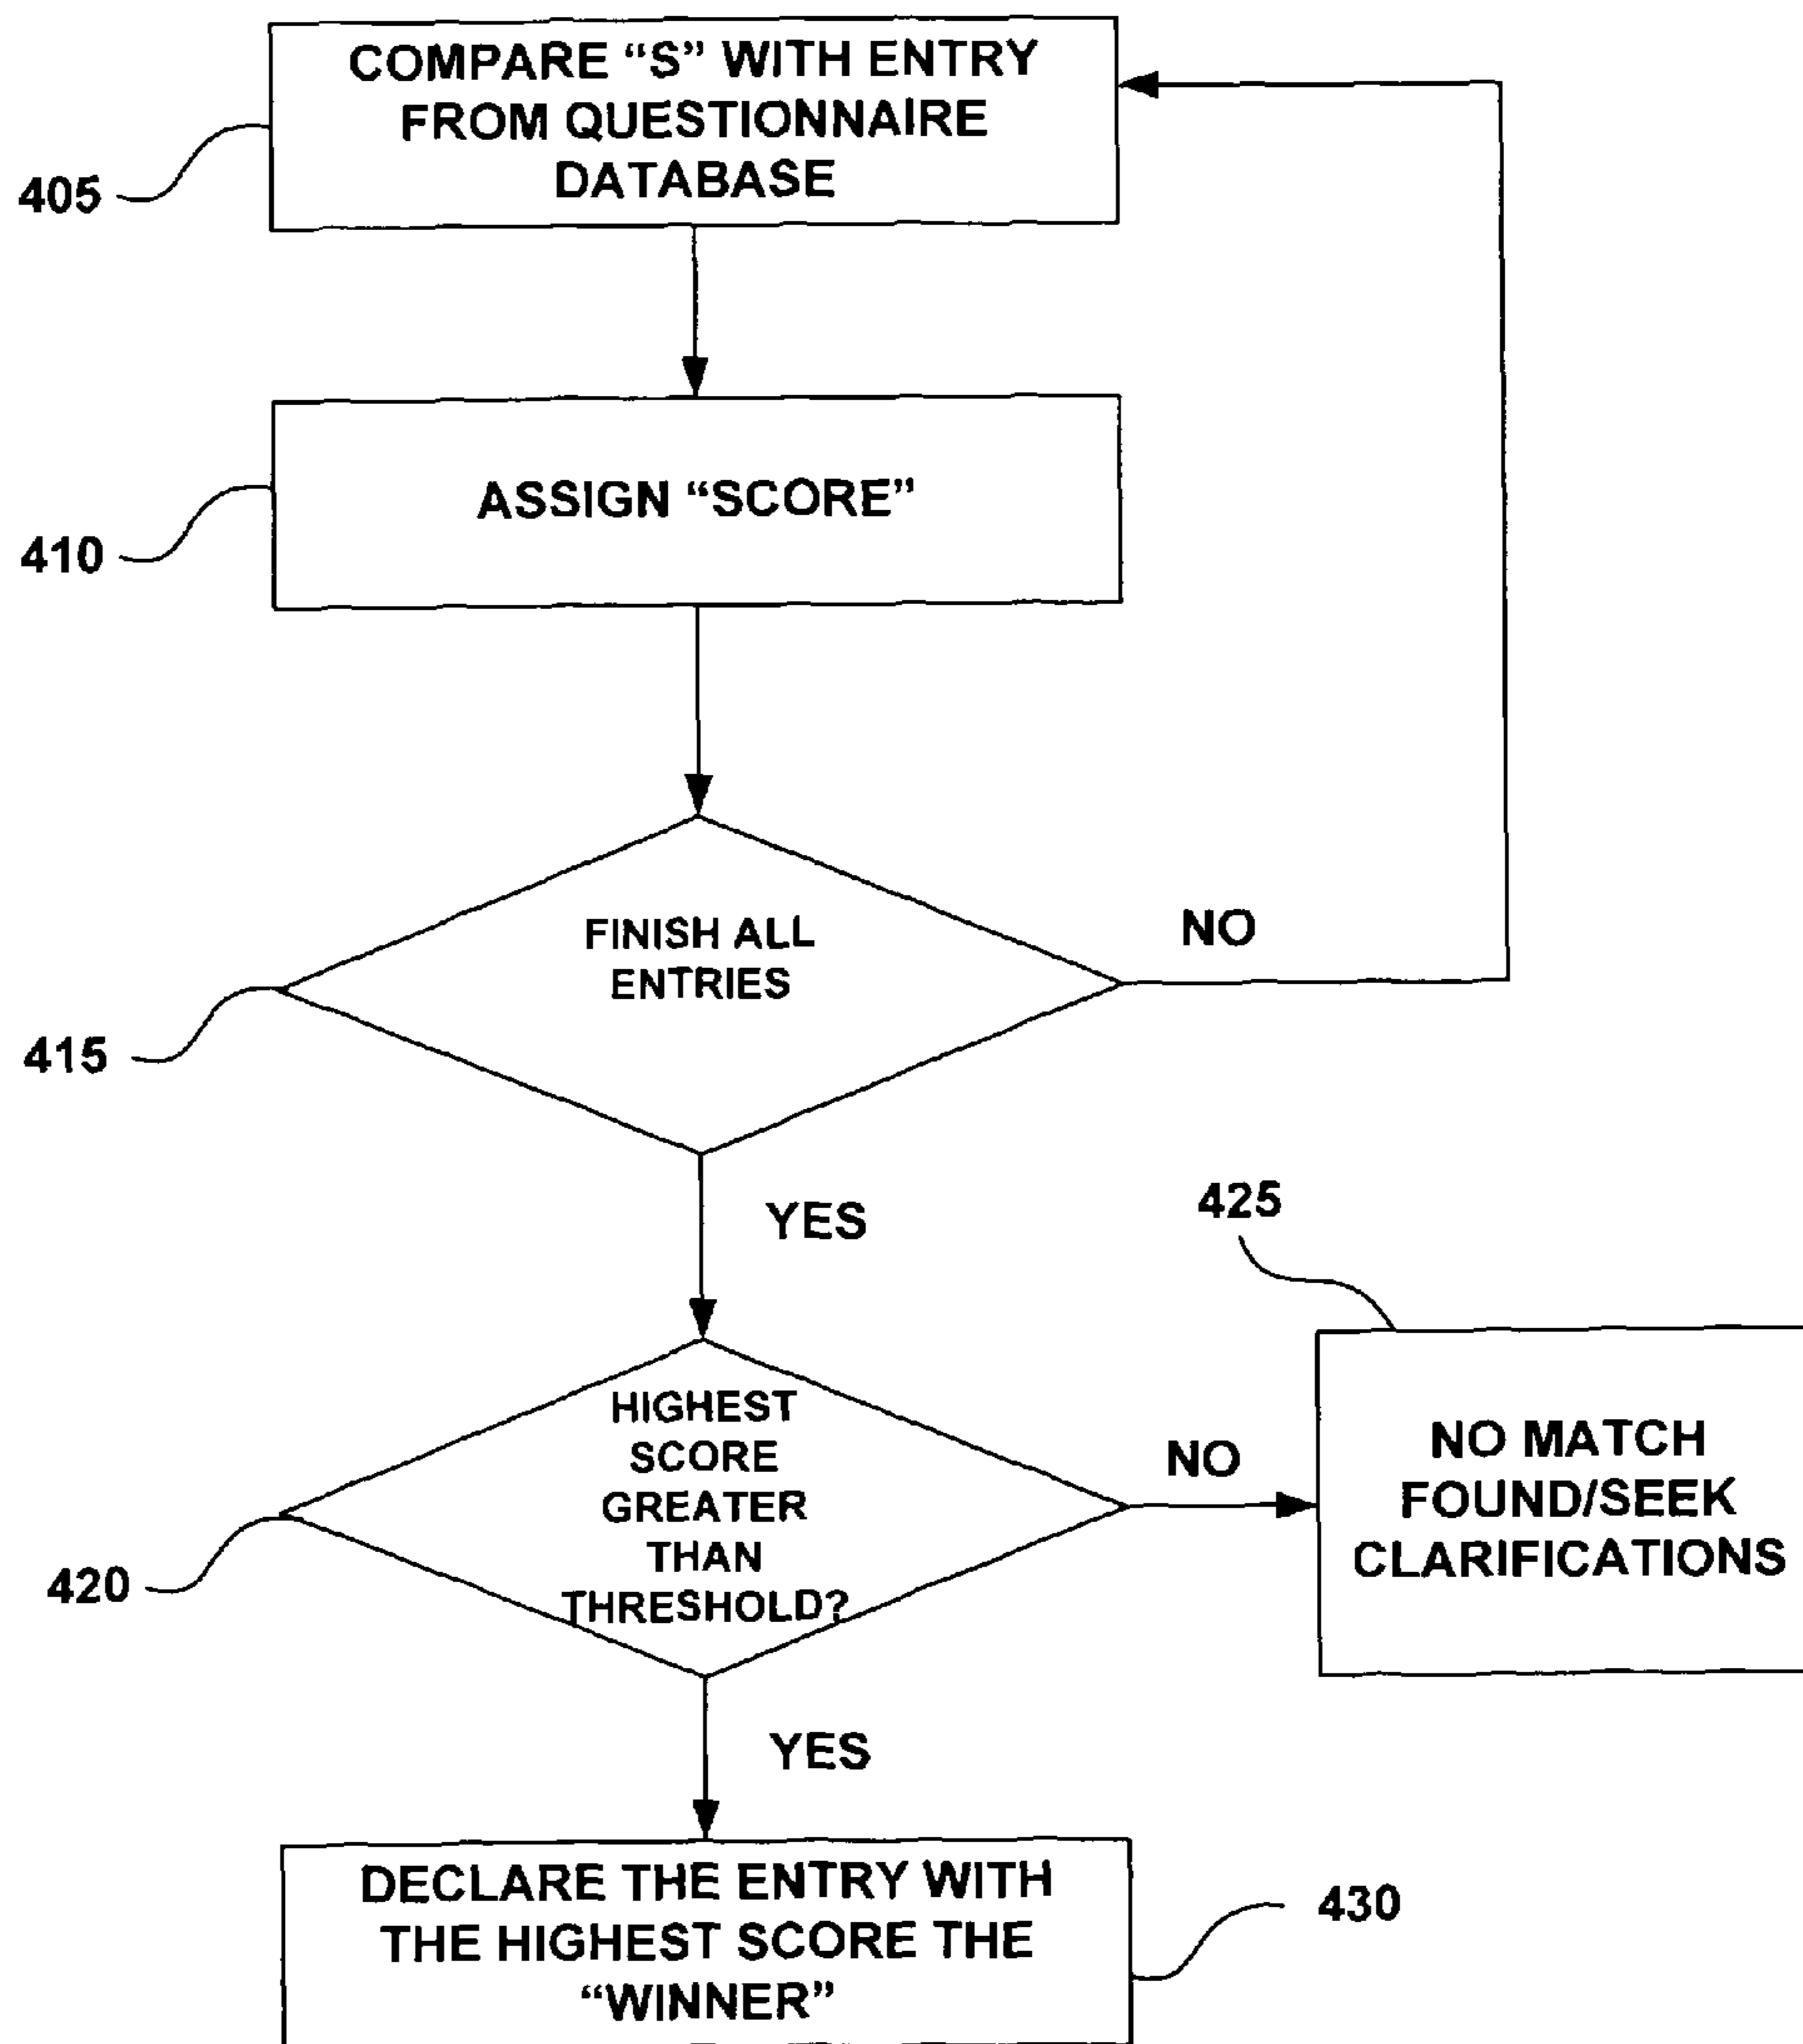 COMPARE “S” WITH ENTRY
FROM QUESTIONNAIRE
DATABASE
405
ASSIGN “SCORE”
410
FINISH ALL
ENTRIES
NO
415
YES
425
HIGHEST
SCORE
GREATER
THAN
THRESHOLD?
NO
420
NO MATCH
FOUND/SEEK
CLARIFICATIONS
YES
DECLARE THE ENTRY WITH
THE HIGHEST SCORE THE
“WINNER”
430